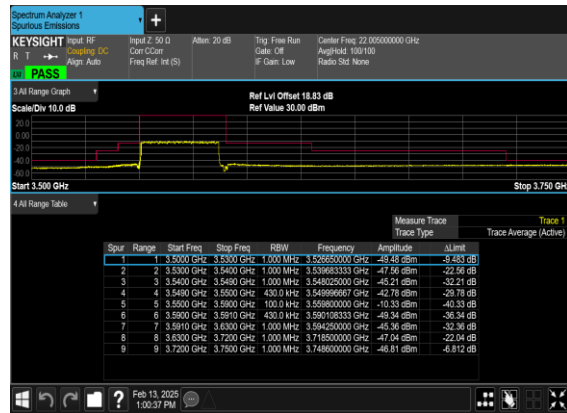 Spectrum Analyzer 1
Spurious Emissions
KEYSIGHT Input: RF Input Z: 50 Ω Atten: 20 dB Trig: Free Run Center Freq: 22.005000000 GHz
R T Coupling: DC Corr CCorr Gate: Off Avg|Hold: 100/100
Align: Auto Freq Ref: Int (S) IF Gain: Low Radio Std: None
PASS
3 All Range Graph
Ref Lvl Offset 18.83 dB
Scale/Div 10.0 dB Ref Value 30.00 dBm
20.0
0.00
-20.0
-40.0
-60.0
Start 3.500 GHz Stop 3.750 GH
4 All Range Table
Measure Trace Trace 1
Trace Type Trace Average (Active)
Spur Range Start Freq Stop Freq RBW Frequency Amplitude ΔLimit
1 1 3.5000 GHz 3.5300 GHz 1.000 MHz 3.526650000 GHz -49.48 dBm -9.483 dB
2 2 3.5300 GHz 3.5400 GHz 1.000 MHz 3.539683333 GHz -47.56 dBm -22.56 dB
3 3 3.5400 GHz 3.5490 GHz 1.000 MHz 3.548025000 GHz -45.21 dBm -32.21 dB
4 4 3.5490 GHz 3.5500 GHz 430.0 kHz 3.549996667 GHz -42.78 dBm -29.78 dB
5 5 3.5500 GHz 3.5900 GHz 100.0 kHz 3.559800000 GHz -10.33 dBm -40.33 dB
6 6 3.5900 GHz 3.5910 GHz 430.0 kHz 3.590108333 GHz -49.34 dBm -36.34 dB
7 7 3.5910 GHz 3.6300 GHz 1.000 MHz 3.594250000 GHz -45.36 dBm -32.36 dB
8 8 3.6300 GHz 3.7200 GHz 1.000 MHz 3.718500000 GHz -47.04 dBm -22.04 dB
9 9 3.7200 GHz 3.7500 GHz 1.000 MHz 3.748600000 GHz -46.81 dBm -6.812 dB
Feb 13, 2025
1:00:37 PM